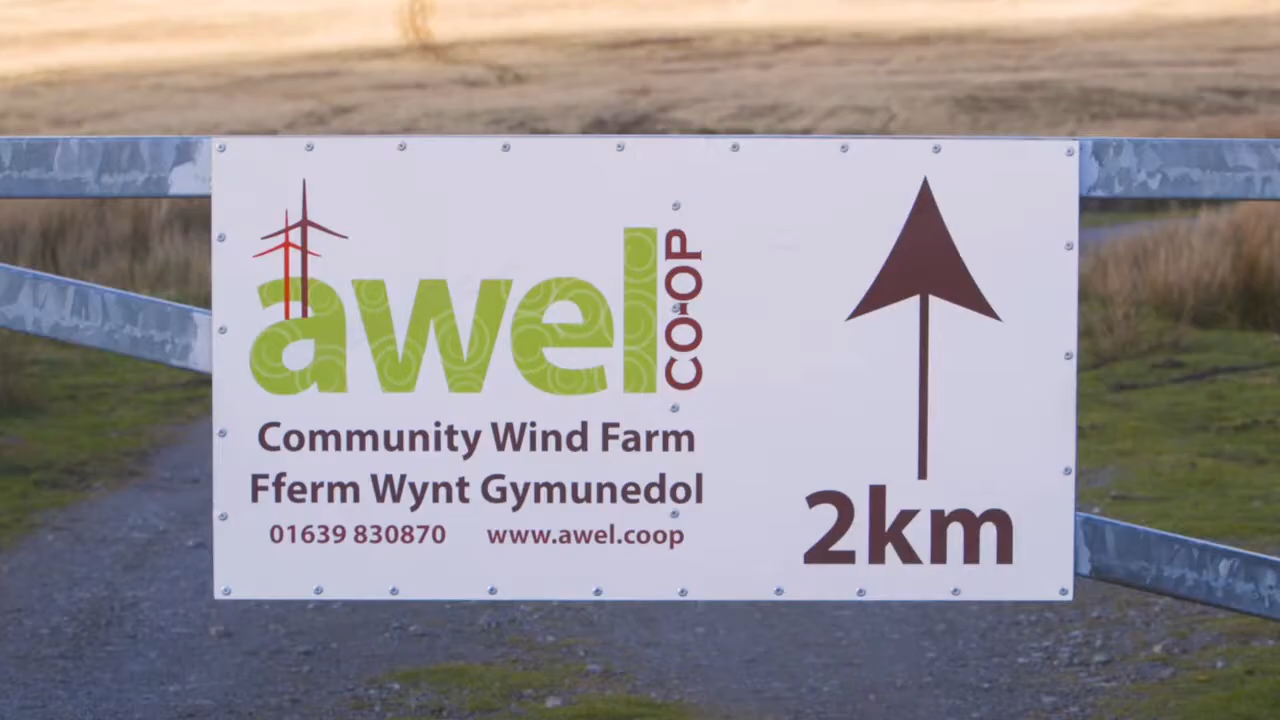 awel CO-OP
Community Wind Farm
Fferm Wynt Gymunedol
01639 830870 www.awel.coop
2km